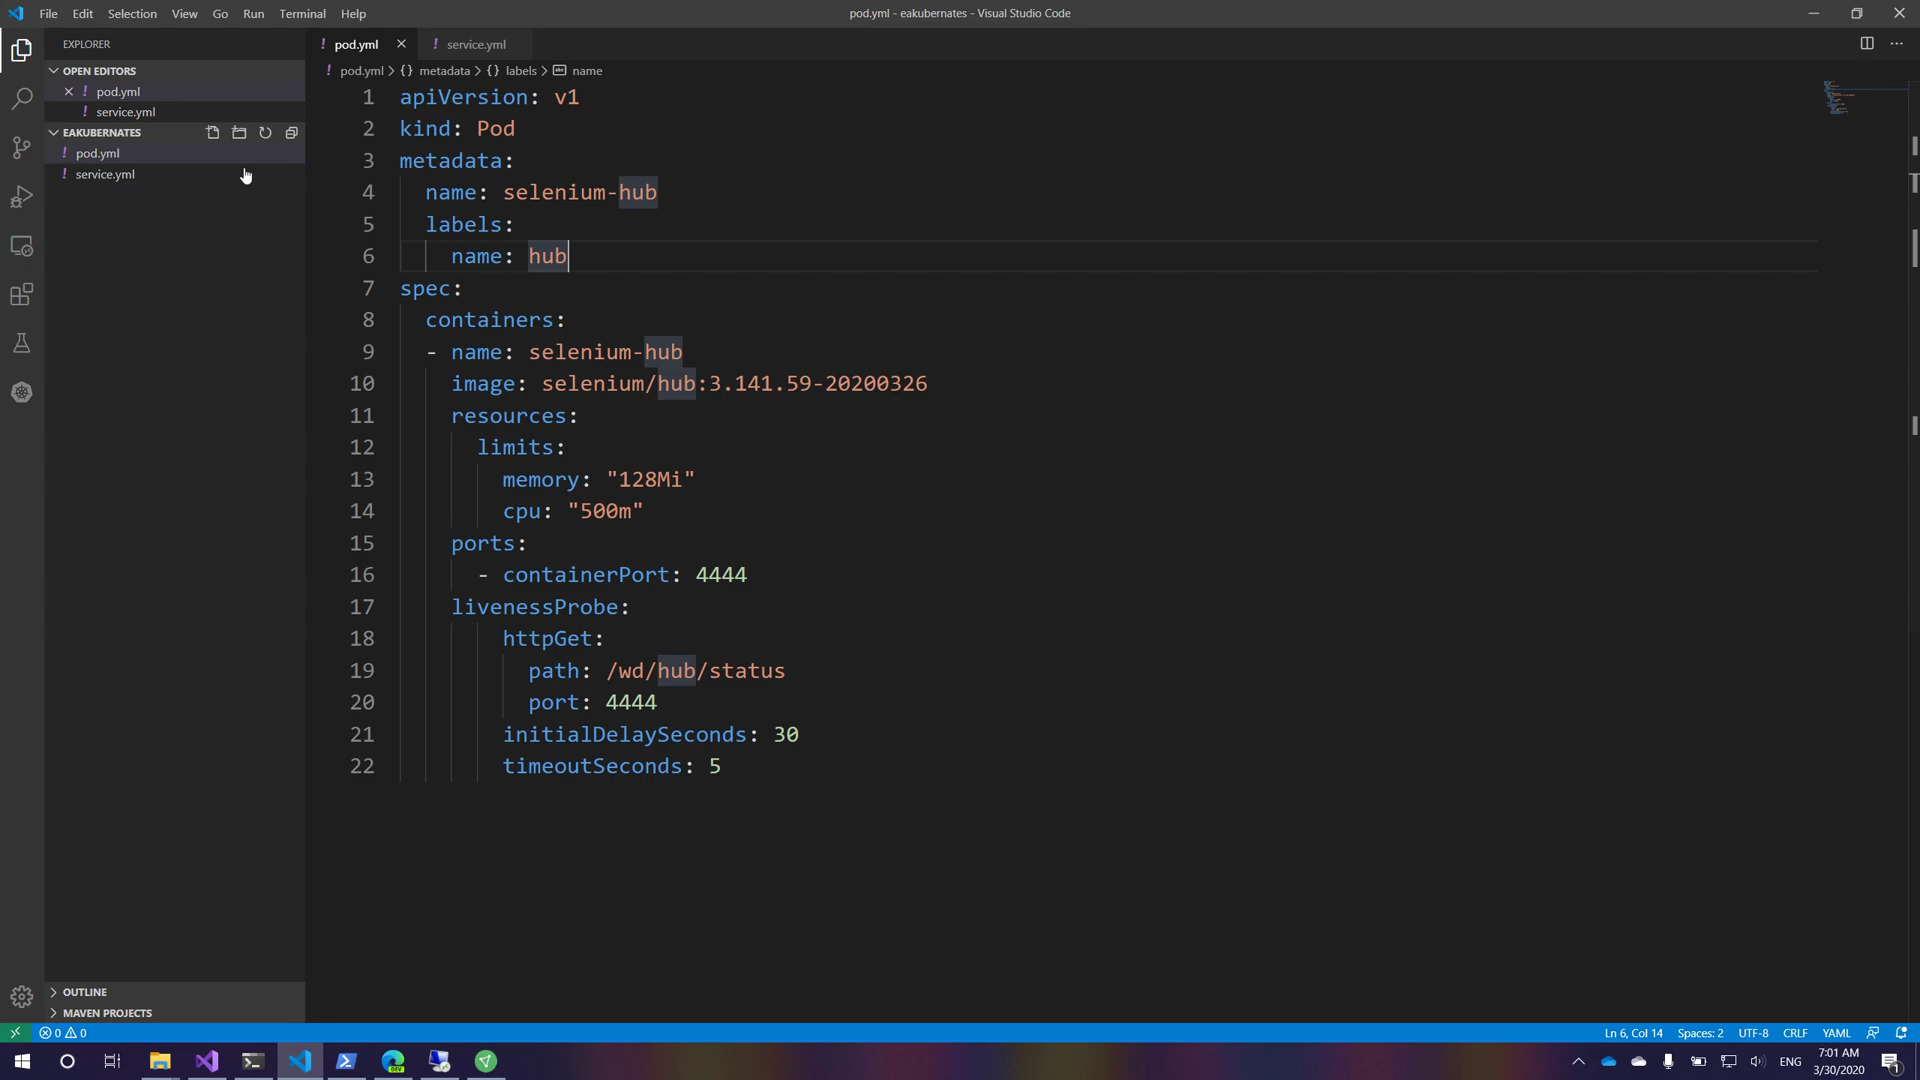 File Edit Selection View Go Run Terminal Help
pod.yml - eakubernates - Visual Studio Code
EXPLORER
! pod.yml
! service.yml
OPEN EDITORS
! pod.yml
! service.yml
EAKUBERNATES
! pod.yml
! service.yml
! pod.yml > {} metadata > {} labels > abc name
1 apiVersion: v1
2 kind: Pod
3 metadata:
4 name: selenium-hub
5 labels:
6 name: hub
7 spec:
8 containers:
9 - name: selenium-hub
10 image: selenium/hub:3.141.59-20200326
11 resources:
12 limits:
13 memory: "128Mi"
14 cpu: "500m"
15 ports:
16 - containerPort: 4444
17 livenessProbe:
18 httpGet:
19 path: /wd/hub/status
20 port: 4444
21 initialDelaySeconds: 30
22 timeoutSeconds: 5
OUTLINE
MAVEN PROJECTS
0 0
Ln 6, Col 14 Spaces: 2 UTF-8 CRLF YAML
DEV
ENG
7:01 AM
3/30/2020
1